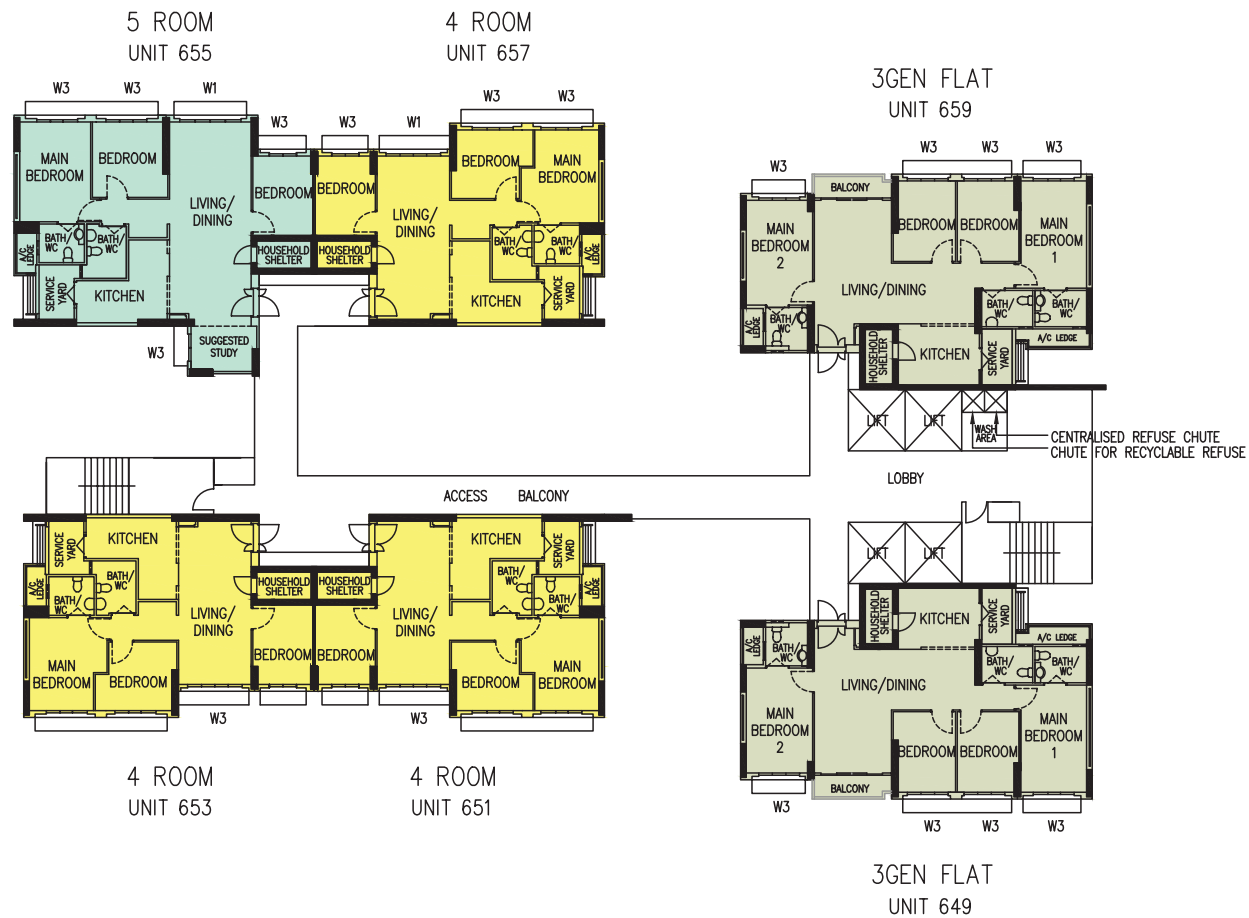 5 ROOM
UNIT 655
4 ROOM
UNIT 657
3GEN FLAT
UNIT 659
W3
W3
W1
W3
W3
W1
W3
W3
MAIN
BEDROOM
BEDROOM
LIVING/
DINING
BEDROOM
BATH/
WC
BATH/
WC
A/C
LEDGE
SERVICE
YARD
KITCHEN
HOUSEHOLD
SHELTER
W3
SUGGESTED
STUDY
BEDROOM
LIVING/
DINING
BEDROOM
MAIN
BEDROOM
HOUSEHOLD
SHELTER
BATH/
WC
BATH/
WC
A/C
LEDGE
KITCHEN
SERVICE
YARD
W3
W3
W3
W3
BALCONY
MAIN
BEDROOM
2
BEDROOM
BEDROOM
MAIN
BEDROOM
1
LIVING/DINING
BATH/
WC
BATH/
WC
BATH/
WC
A/C
LEDGE
A/C LEDGE
HOUSEHOLD
SHELTER
KITCHEN
SERVICE
YARD
LIFT
LIFT
WASH
AREA
CENTRALISED REFUSE CHUTE
CHUTE FOR RECYCLABLE REFUSE
LOBBY
ACCESS BALCONY
SERVICE
YARD
KITCHEN
A/C
LEDGE
BATH/
WC
BATH/
WC
HOUSEHOLD
SHELTER
LIVING/
DINING
MAIN
BEDROOM
BEDROOM
BEDROOM
W3
KITCHEN
SERVICE
YARD
HOUSEHOLD
SHELTER
BATH/
WC
BATH/
WC
A/C
LEDGE
LIVING/
DINING
BEDROOM
BEDROOM
MAIN
BEDROOM
W3
LIFT
LIFT
HOUSEHOLD
SHELTER
KITCHEN
SERVICE
YARD
A/C LEDGE
A/C
LEDGE
BATH/
WC
BATH/
WC
BATH/
WC
LIVING/DINING
MAIN
BEDROOM
2
BEDROOM
BEDROOM
MAIN
BEDROOM
1
BALCONY
W3
W3
W3
W3
4 ROOM
UNIT 653
4 ROOM
UNIT 651
3GEN FLAT
UNIT 649